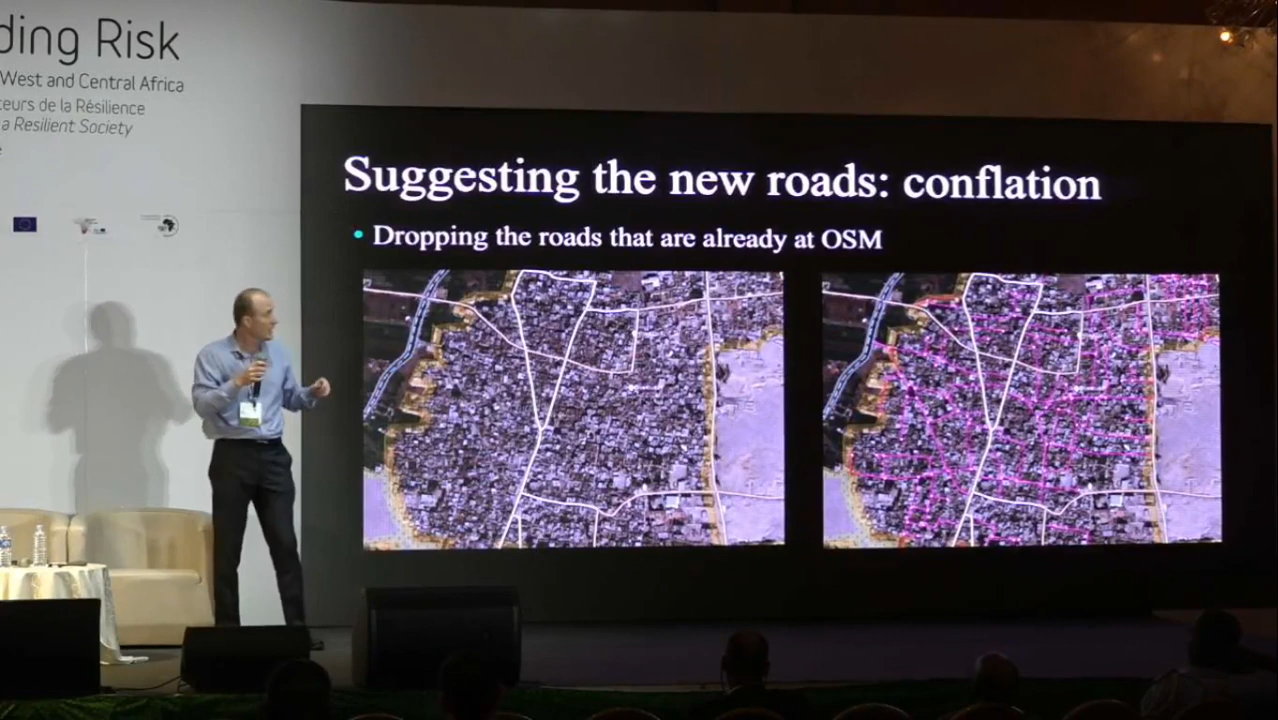 ding Risk
West and Central Africa
teurs de la Résilience
a Resilient Society
Suggesting the new roads: conflation
• Dropping the roads that are already at OSM